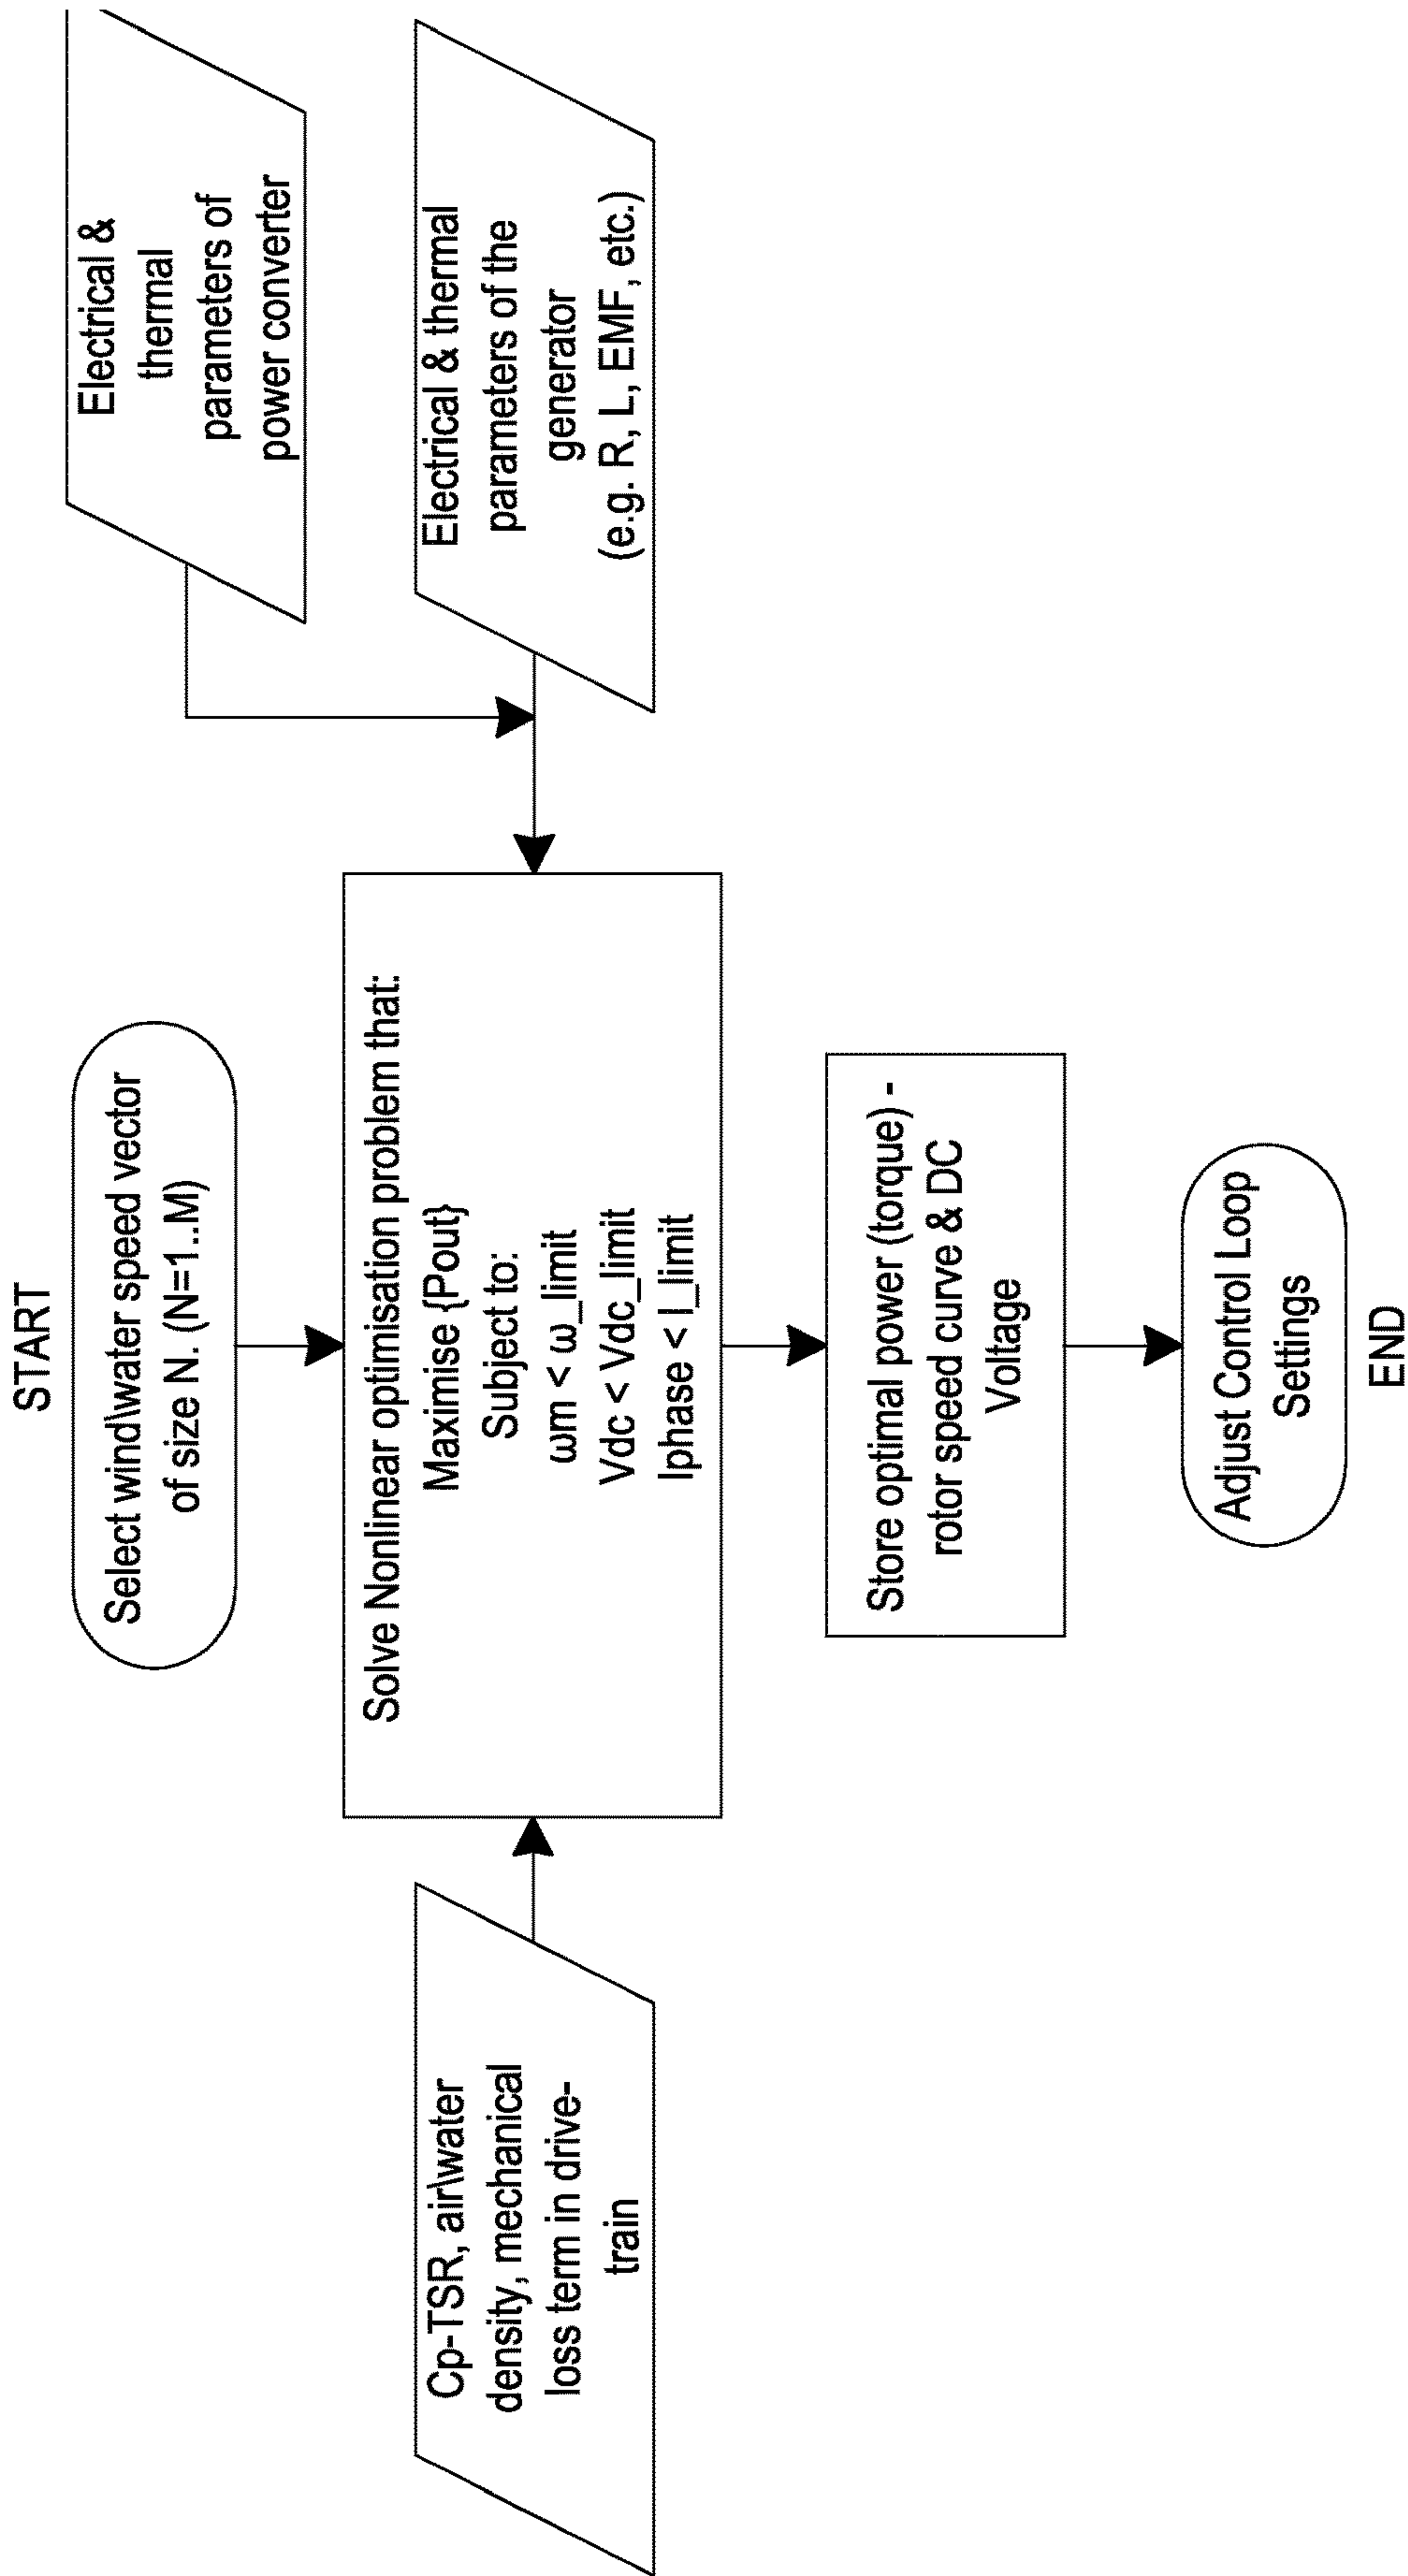 START
Select wind\water speed vector
of size N. (N=1..M)
Electrical &
thermal
parameters of
power converter
Cp-TSR, air\water
density, mechanical
loss term in drive-
train
Solve Nonlinear optimisation problem that:
Maximise {Pout}
Subject to:
ωm < ω_limit
Vdc < Vdc_limit
Iphase < I_limit
Electrical & thermal
parameters of the
generator
(e.g. R, L, EMF, etc.)
Store optimal power (torque) -
rotor speed curve & DC
Voltage
Adjust Control Loop
Settings
END